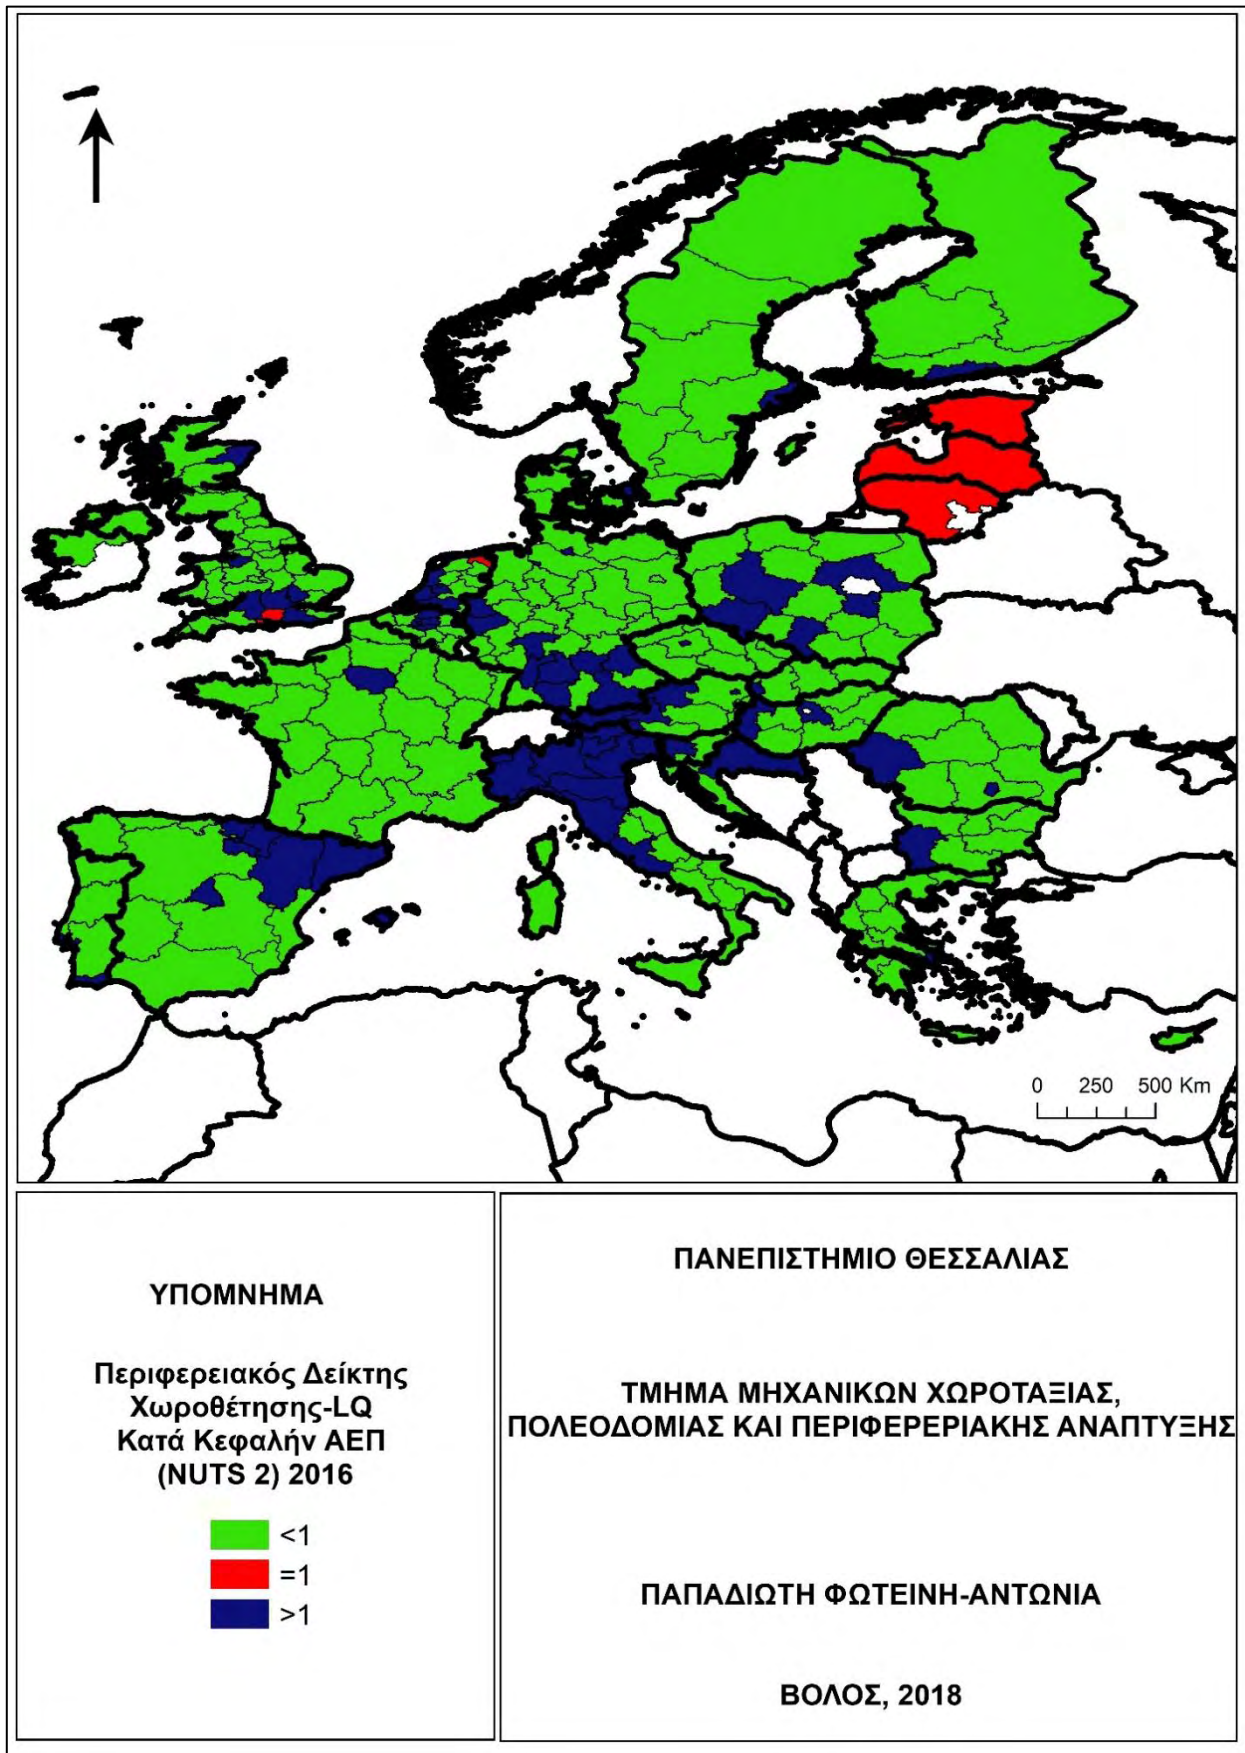 0 250 500 Km
ΥΠΟΜΝΗΜΑ
Περιφερειακός Δείκτης
Χωροθέτησης-LQ
Κατά Κεφαλήν ΑΕΠ
(NUTS 2) 2016
<1
=1
>1
ΠΑΝΕΠΙΣΤΗΜΙΟ ΘΕΣΣΑΛΙΑΣ
ΤΜΗΜΑ ΜΗΧΑΝΙΚΩΝ ΧΩΡΟΤΑΞΙΑΣ,
ΠΟΛΕΟΔΟΜΙΑΣ ΚΑΙ ΠΕΡΙΦΕΡΕΡΙΑΚΗΣ ΑΝΑΠΤΥΞΗΣ
ΠΑΠΑΔΙΩΤΗ ΦΩΤΕΙΝΗ-ΑΝΤΩΝΙΑ
ΒΟΛΟΣ, 2018